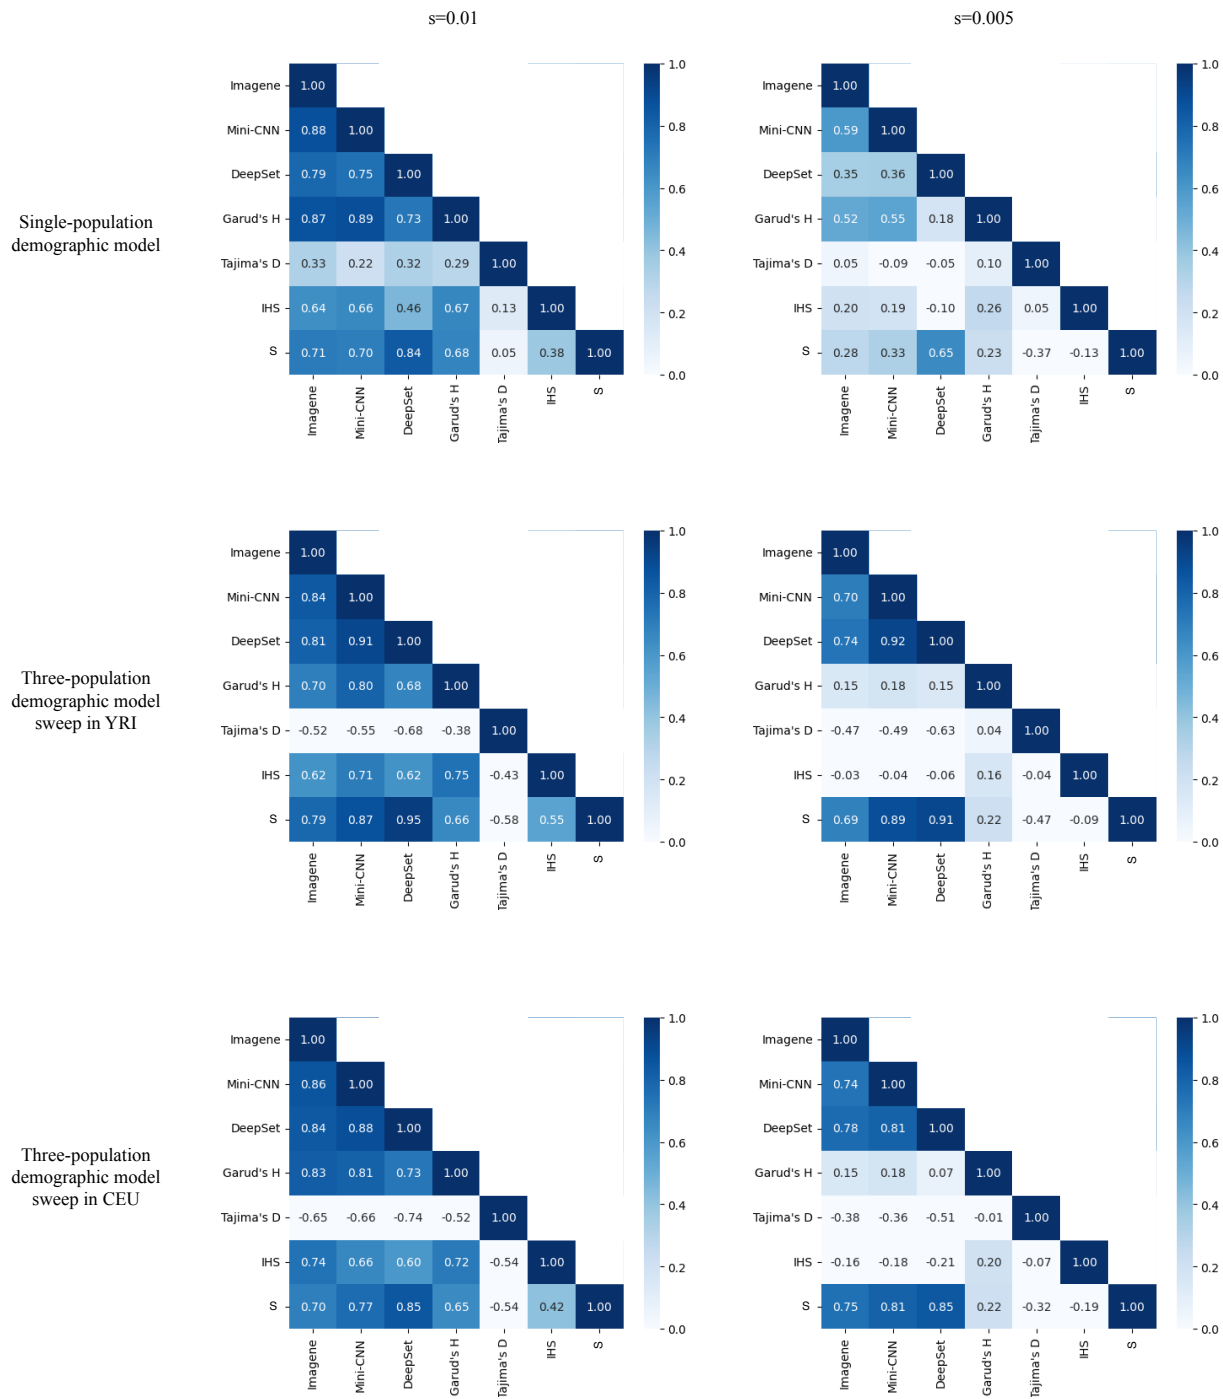 s=0.01
s=0.005
Single-population
demographic model
Imagene 1.00
Mini-CNN 0.88 1.00
DeepSet 0.79 0.75 1.00
Garud's H 0.87 0.89 0.73 1.00
Tajima's D 0.33 0.22 0.32 0.29 1.00
IHS 0.64 0.66 0.46 0.67 0.13 1.00
S 0.71 0.70 0.84 0.68 0.05 0.38 1.00
Imagene Mini-CNN DeepSet Garud's H Tajima's D IHS S
1.0
0.8
0.6
0.4
0.2
0.0
Imagene 1.00
Mini-CNN 0.59 1.00
DeepSet 0.35 0.36 1.00
Garud's H 0.52 0.55 0.18 1.00
Tajima's D 0.05 -0.09 -0.05 0.10 1.00
IHS 0.20 0.19 -0.10 0.26 0.05 1.00
S 0.28 0.33 0.65 0.23 -0.37 -0.13 1.00
Imagene Mini-CNN DeepSet Garud's H Tajima's D IHS S
1.0
0.8
0.6
0.4
0.2
0.0
Three-population
demographic model
sweep in YRI
Imagene 1.00
Mini-CNN 0.84 1.00
DeepSet 0.81 0.91 1.00
Garud's H 0.70 0.80 0.68 1.00
Tajima's D -0.52 -0.55 -0.68 -0.38 1.00
IHS 0.62 0.71 0.62 0.75 -0.43 1.00
S 0.79 0.87 0.95 0.66 -0.58 0.55 1.00
Imagene Mini-CNN DeepSet Garud's H Tajima's D IHS S
1.0
0.8
0.6
0.4
0.2
0.0
Imagene 1.00
Mini-CNN 0.70 1.00
DeepSet 0.74 0.92 1.00
Garud's H 0.15 0.18 0.15 1.00
Tajima's D -0.47 -0.49 -0.63 0.04 1.00
IHS -0.03 -0.04 -0.06 0.16 -0.04 1.00
S 0.69 0.89 0.91 0.22 -0.47 -0.09 1.00
Imagene Mini-CNN DeepSet Garud's H Tajima's D IHS S
1.0
0.8
0.6
0.4
0.2
0.0
Three-population
demographic model
sweep in CEU
Imagene 1.00
Mini-CNN 0.86 1.00
DeepSet 0.84 0.88 1.00
Garud's H 0.83 0.81 0.73 1.00
Tajima's D -0.65 -0.66 -0.74 -0.52 1.00
IHS 0.74 0.66 0.60 0.72 -0.54 1.00
S 0.70 0.77 0.85 0.65 -0.54 0.42 1.00
Imagene Mini-CNN DeepSet Garud's H Tajima's D IHS S
1.0
0.8
0.6
0.4
0.2
0.0
Imagene 1.00
Mini-CNN 0.74 1.00
DeepSet 0.78 0.81 1.00
Garud's H 0.15 0.18 0.07 1.00
Tajima's D -0.38 -0.36 -0.51 -0.01 1.00
IHS -0.16 -0.18 -0.21 0.20 -0.07 1.00
S 0.75 0.81 0.85 0.22 -0.32 -0.19 1.00
Imagene Mini-CNN DeepSet Garud's H Tajima's D IHS S
1.0
0.8
0.6
0.4
0.2
0.0